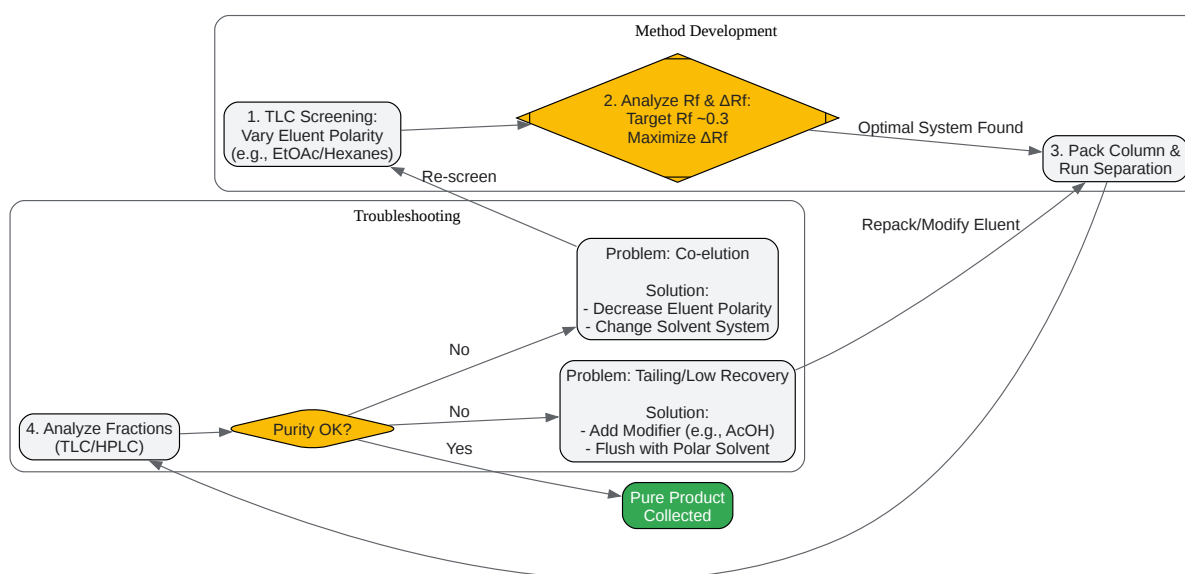 Method Development
1. TLC Screening:
Vary Eluent Polarity
(e.g., EtOAc/Hexanes)
2. Analyze Rf & ΔRf:
Target Rf ~0.3
Maximize ΔRf
Optimal System Found
3. Pack Column &
Run Separation
Re-screen
Repack/Modify Eluent
Troubleshooting
Problem: Co-elution
Solution:
- Decrease Eluent Polarity
- Change Solvent System
No
Problem: Tailing/Low Recovery
Solution:
- Add Modifier (e.g., AcOH)
- Flush with Polar Solvent
No
4. Analyze Fractions
(TLC/HPLC)
Purity OK?
Yes
Pure Product
Collected